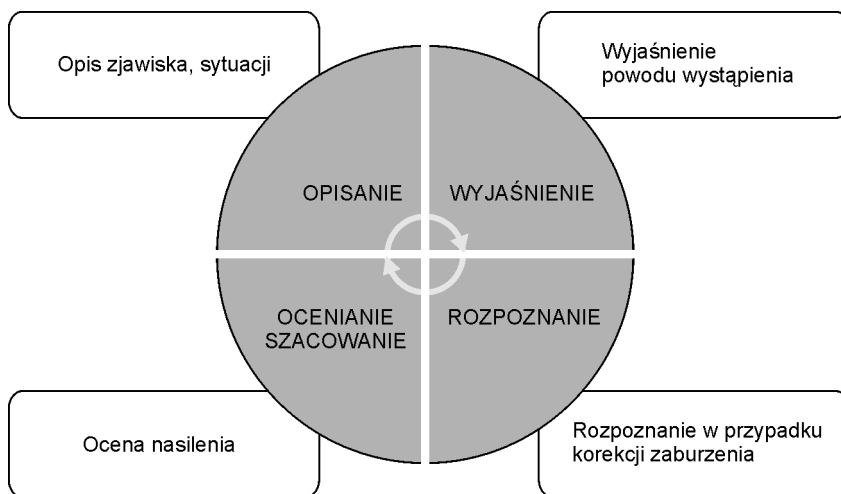 Opis zjawiska, sytuacji
Wyjaśnienie
powodu wystąpienia
OPISANIE
WYJAŚNIENIE
OCENIANIE
SZACOWANIE
ROZPOZNANIE
Ocena nasilenia
Rozpoznanie w przypadku
korekcji zaburzenia